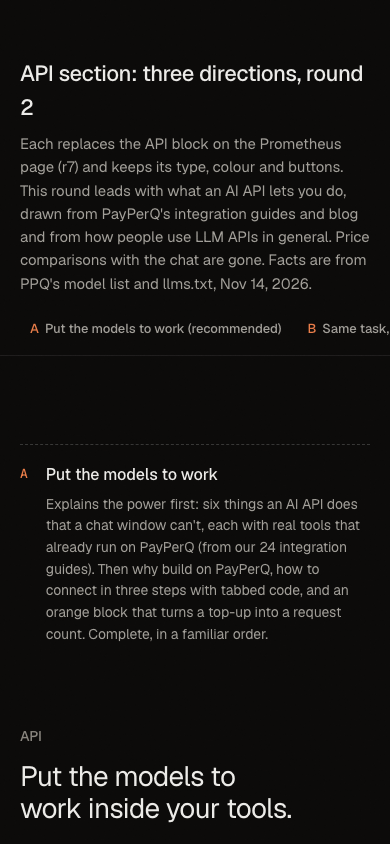 API section: three directions, round
2
Each replaces the API block on the Prometheus
page (r7) and keeps its type, colour and buttons.
This round leads with what an AI API lets you do,
drawn from PayPerQ's integration guides and blog
and from how people use LLM APIs in general. Price
comparisons with the chat are gone. Facts are from
PPQ's model list and llms.txt, Nov 14, 2026.
A Put the models to work (recommended) B Same task,
A Put the models to work
Explains the power first: six things an AI API does
that a chat window can't, each with real tools that
already run on PayPerQ (from our 24 integration
guides). Then why build on PayPerQ, how to
connect in three steps with tabbed code, and an
orange block that turns a top-up into a request
count. Complete, in a familiar order.
API
Put the models to
work inside your tools.